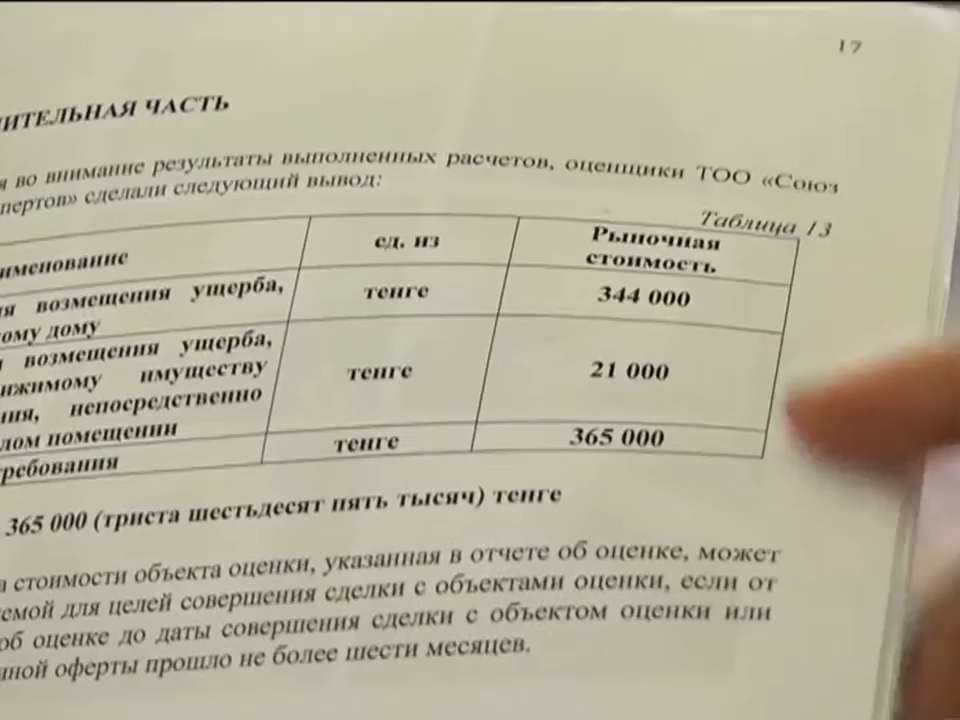 17
ИТЕЛЬНАЯ ЧАСТЬ
я во внимание результаты выполненных расчетов, оценщики ТОО «Союз
пертов» сделали следующий вывод:
Таблица 13
именование ед. из Рыночная
стоимость
ия возмещения ущерба, тенге 344 000
ому дому
и возмещения ущерба,
ижимому имуществу тенге 21 000
ния, непосредственно
лом помещении
ребования тенге 365 000
365 000 (триста шестьдесят пять тысяч) тенге
а стоимости объекта оценки, указанная в отчете об оценке, может
емой для целей совершения сделки с объектами оценки, если от
об оценке до даты совершения сделки с объектом оценки или
чной оферты прошло не более шести месяцев.